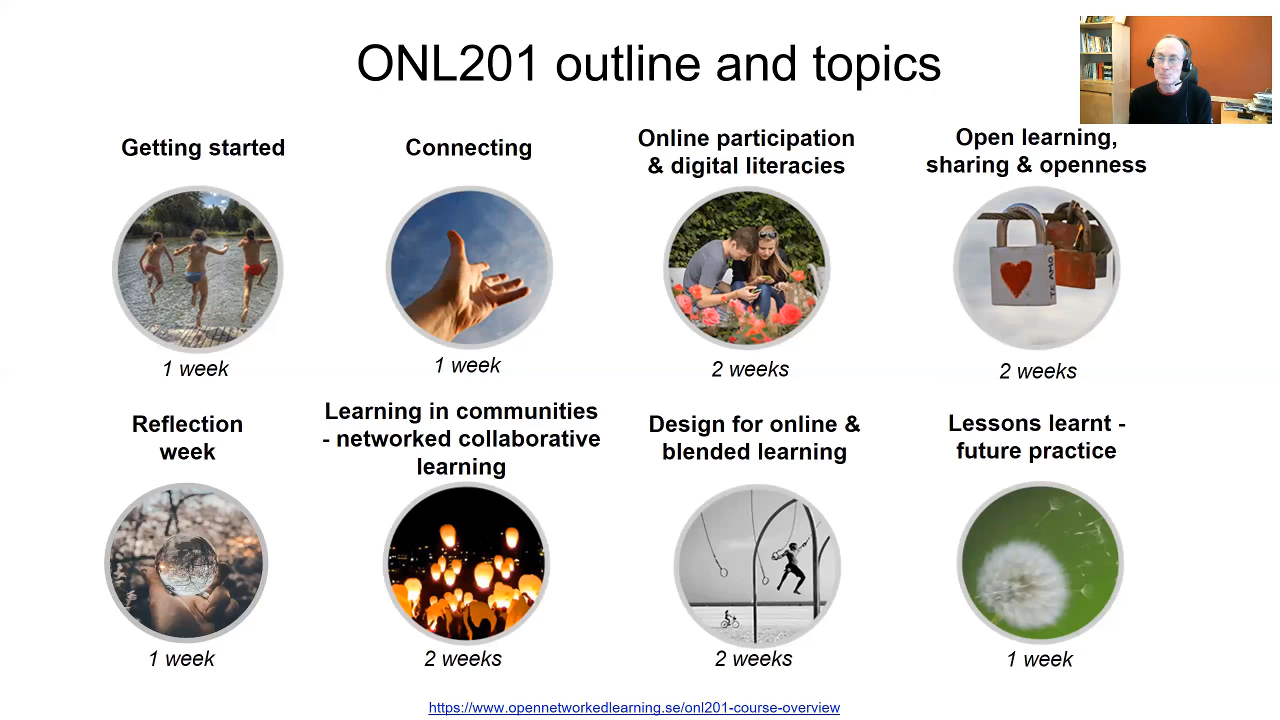 ONL201 outline and topics
Getting started
Connecting
Online participation
& digital literacies
Open learning,
sharing & openness
TE AMO
1 week
1 week
2 weeks
2 weeks
Reflection
week
Learning in communities
- networked collaborative
learning
Design for online &
blended learning
Lessons learnt -
future practice
1 week
2 weeks
2 weeks
1 week
https://www.opennetworkedlearning.se/onl201-course-overview